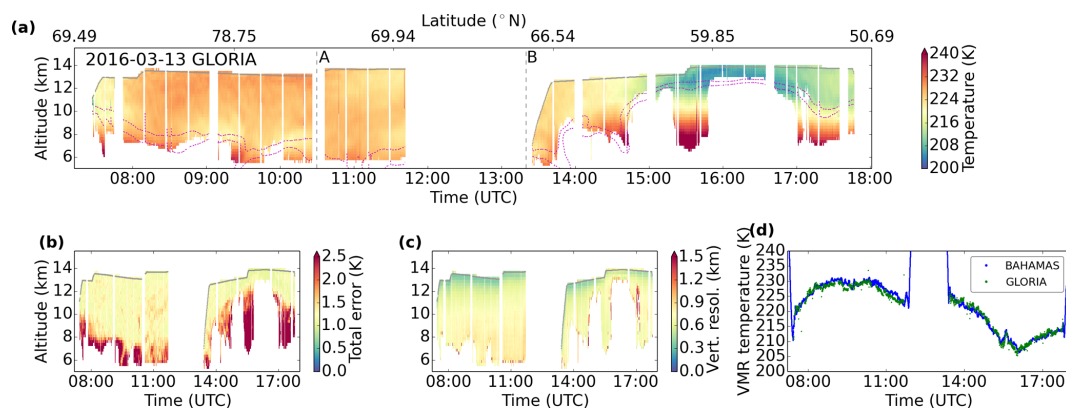 Latitude (°N)
(a)
69.49 78.75 69.94 66.54 59.85 50.69
2016-03-13 GLORIA A B
Altitude (km)
14
12
10
8
6
08:00 09:00 10:00 11:00 12:00 13:00 14:00 15:00 16:00 17:00 18:00
Time (UTC)
240
232
224
216
208
200
Temperature (K)
(b)
Altitude (km)
14
12
10
8
6
08:00 11:00 14:00 17:00
Time (UTC)
2.5
2.0
1.5
1.0
0.5
0.0
Total error (K)
(c)
14
12
10
8
6
08:00 11:00 14:00 17:00
Time (UTC)
1.5
1.2
0.9
0.6
0.3
0.0
Vert. resol. (km)
(d)
VMR temperature (K)
240
235
230
225
220
215
210
205
200
BAHAMAS
GLORIA
08:00 11:00 14:00 17:00
Time (UTC)